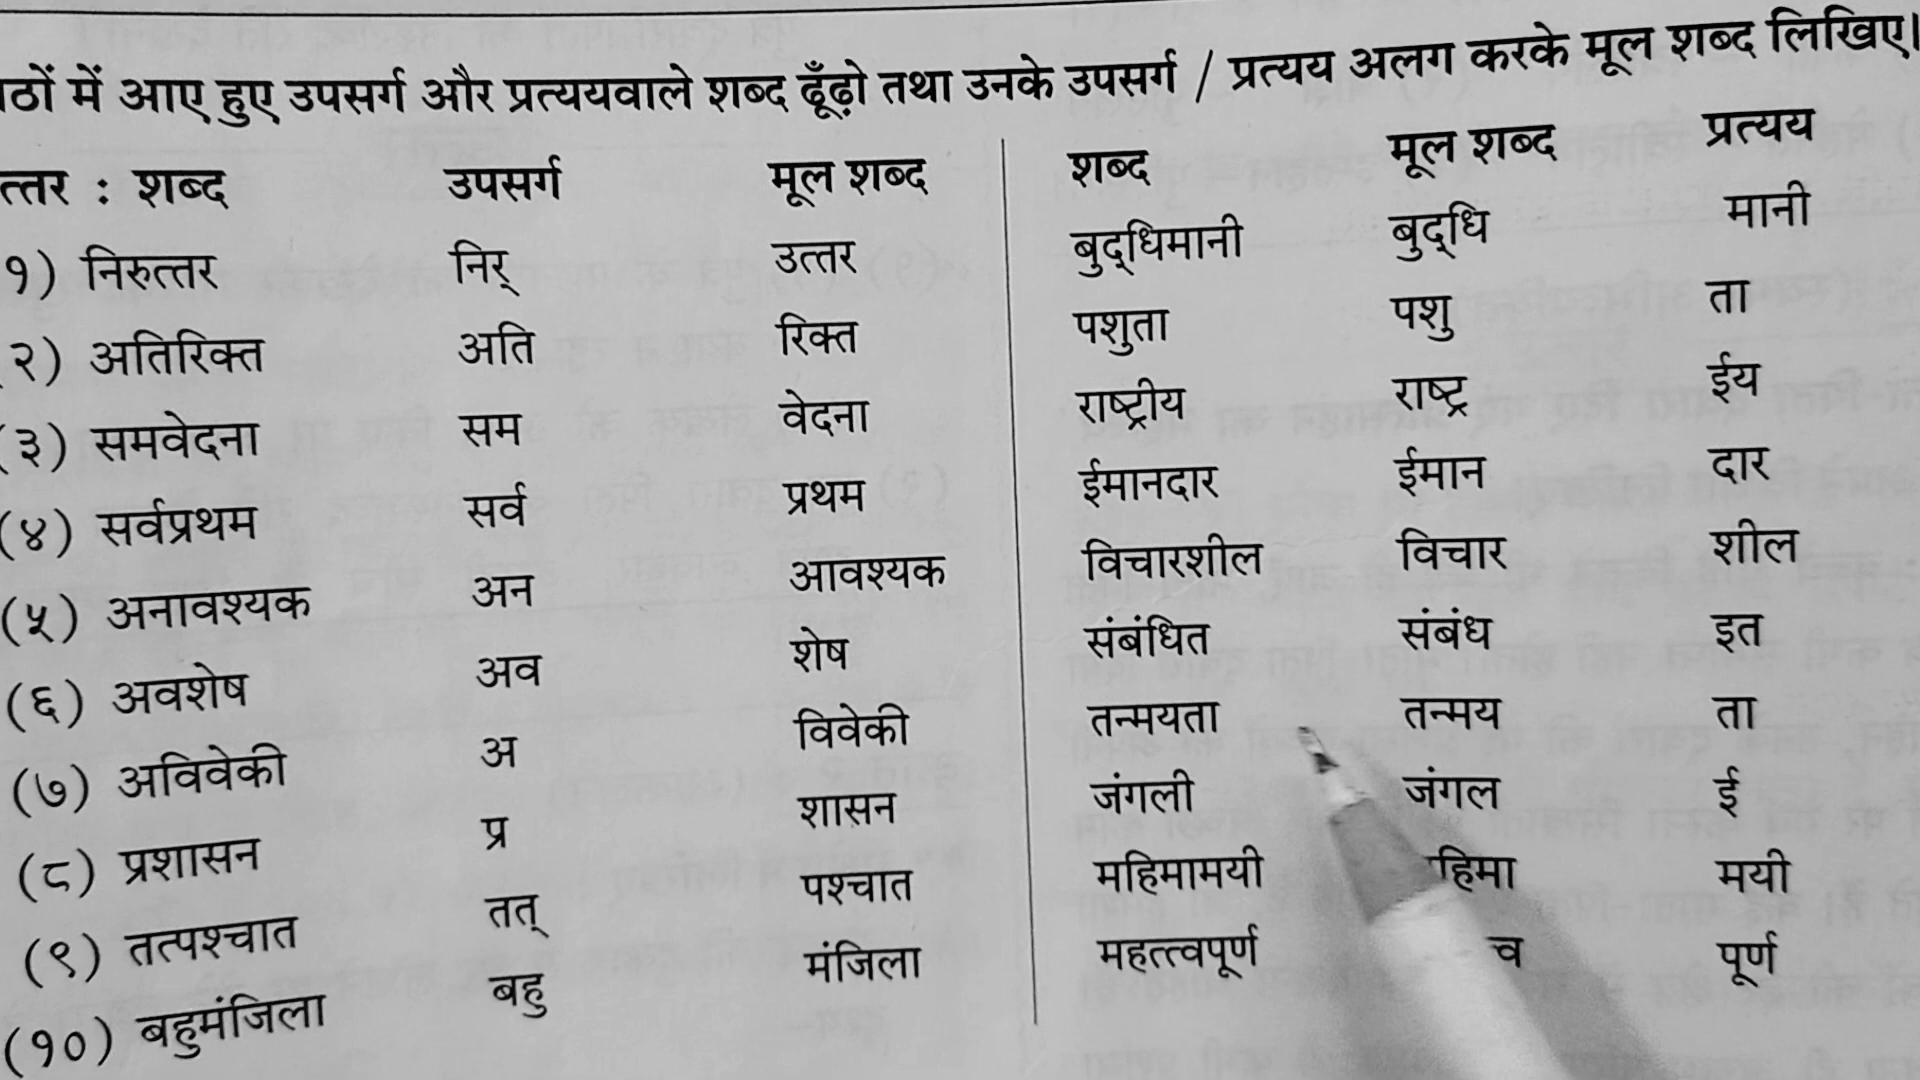 में आए हुए उपसर्ग और प्रत्ययवाले शब्द ढूँढ़ो तथा उनके उपसर्ग / प्रत्यय अलग करके मूल शब्द लिखिए।
: शब्द उपसर्ग मूल शब्द
१) निरुत्तर निर् उत्तर
२) अतिरिक्त अति रिक्त
(३) समवेदना सम वेदना
(४) सर्वप्रथम सर्व प्रथम
(५) अनावश्यक अन आवश्यक
(६) अवशेष अव शेष
(७) अविवेकी अ विवेकी
(८) प्रशासन प्र शासन
(९) तत्पश्चात तत् पश्चात
(१०) बहुमंजिला बहु मंजिला
शब्द मूल शब्द प्रत्यय
बुद्‌धिमानी बुद्‌धि मानी
पशुता पशु ता
राष्ट्रीय राष्ट्र ईय
ईमानदार ईमान दार
विचारशील विचार शील
संबंधित संबंध इत
तन्मयता तन्मय ता
जंगली जंगल ई
महिमामयी मयी
महत्त्वपूर्ण पूर्ण